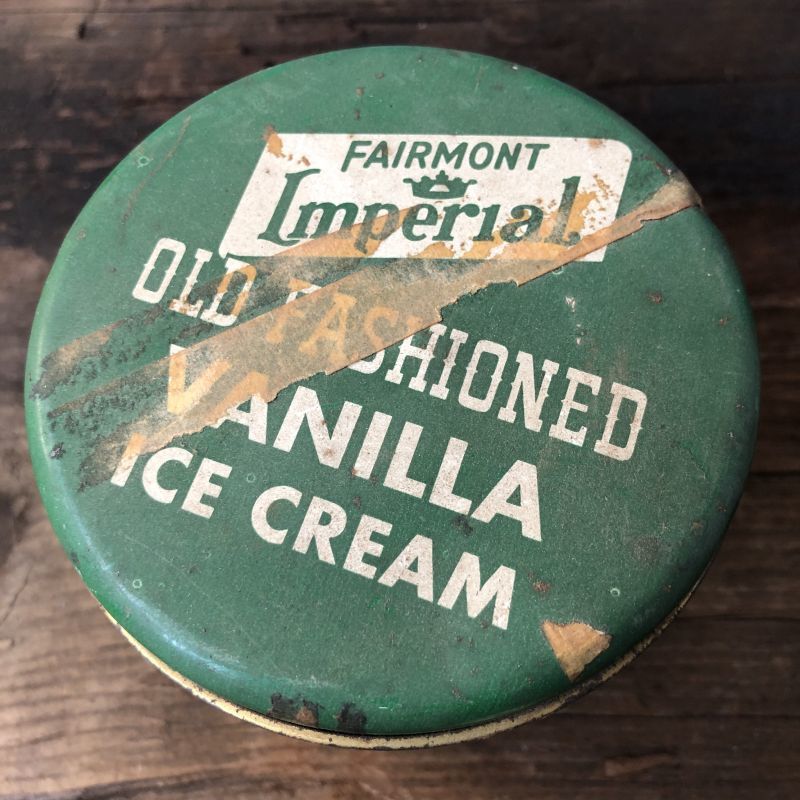 FAIRMONT
Imperial
OLD FASHIONED
VANILLA
ICE CREAM